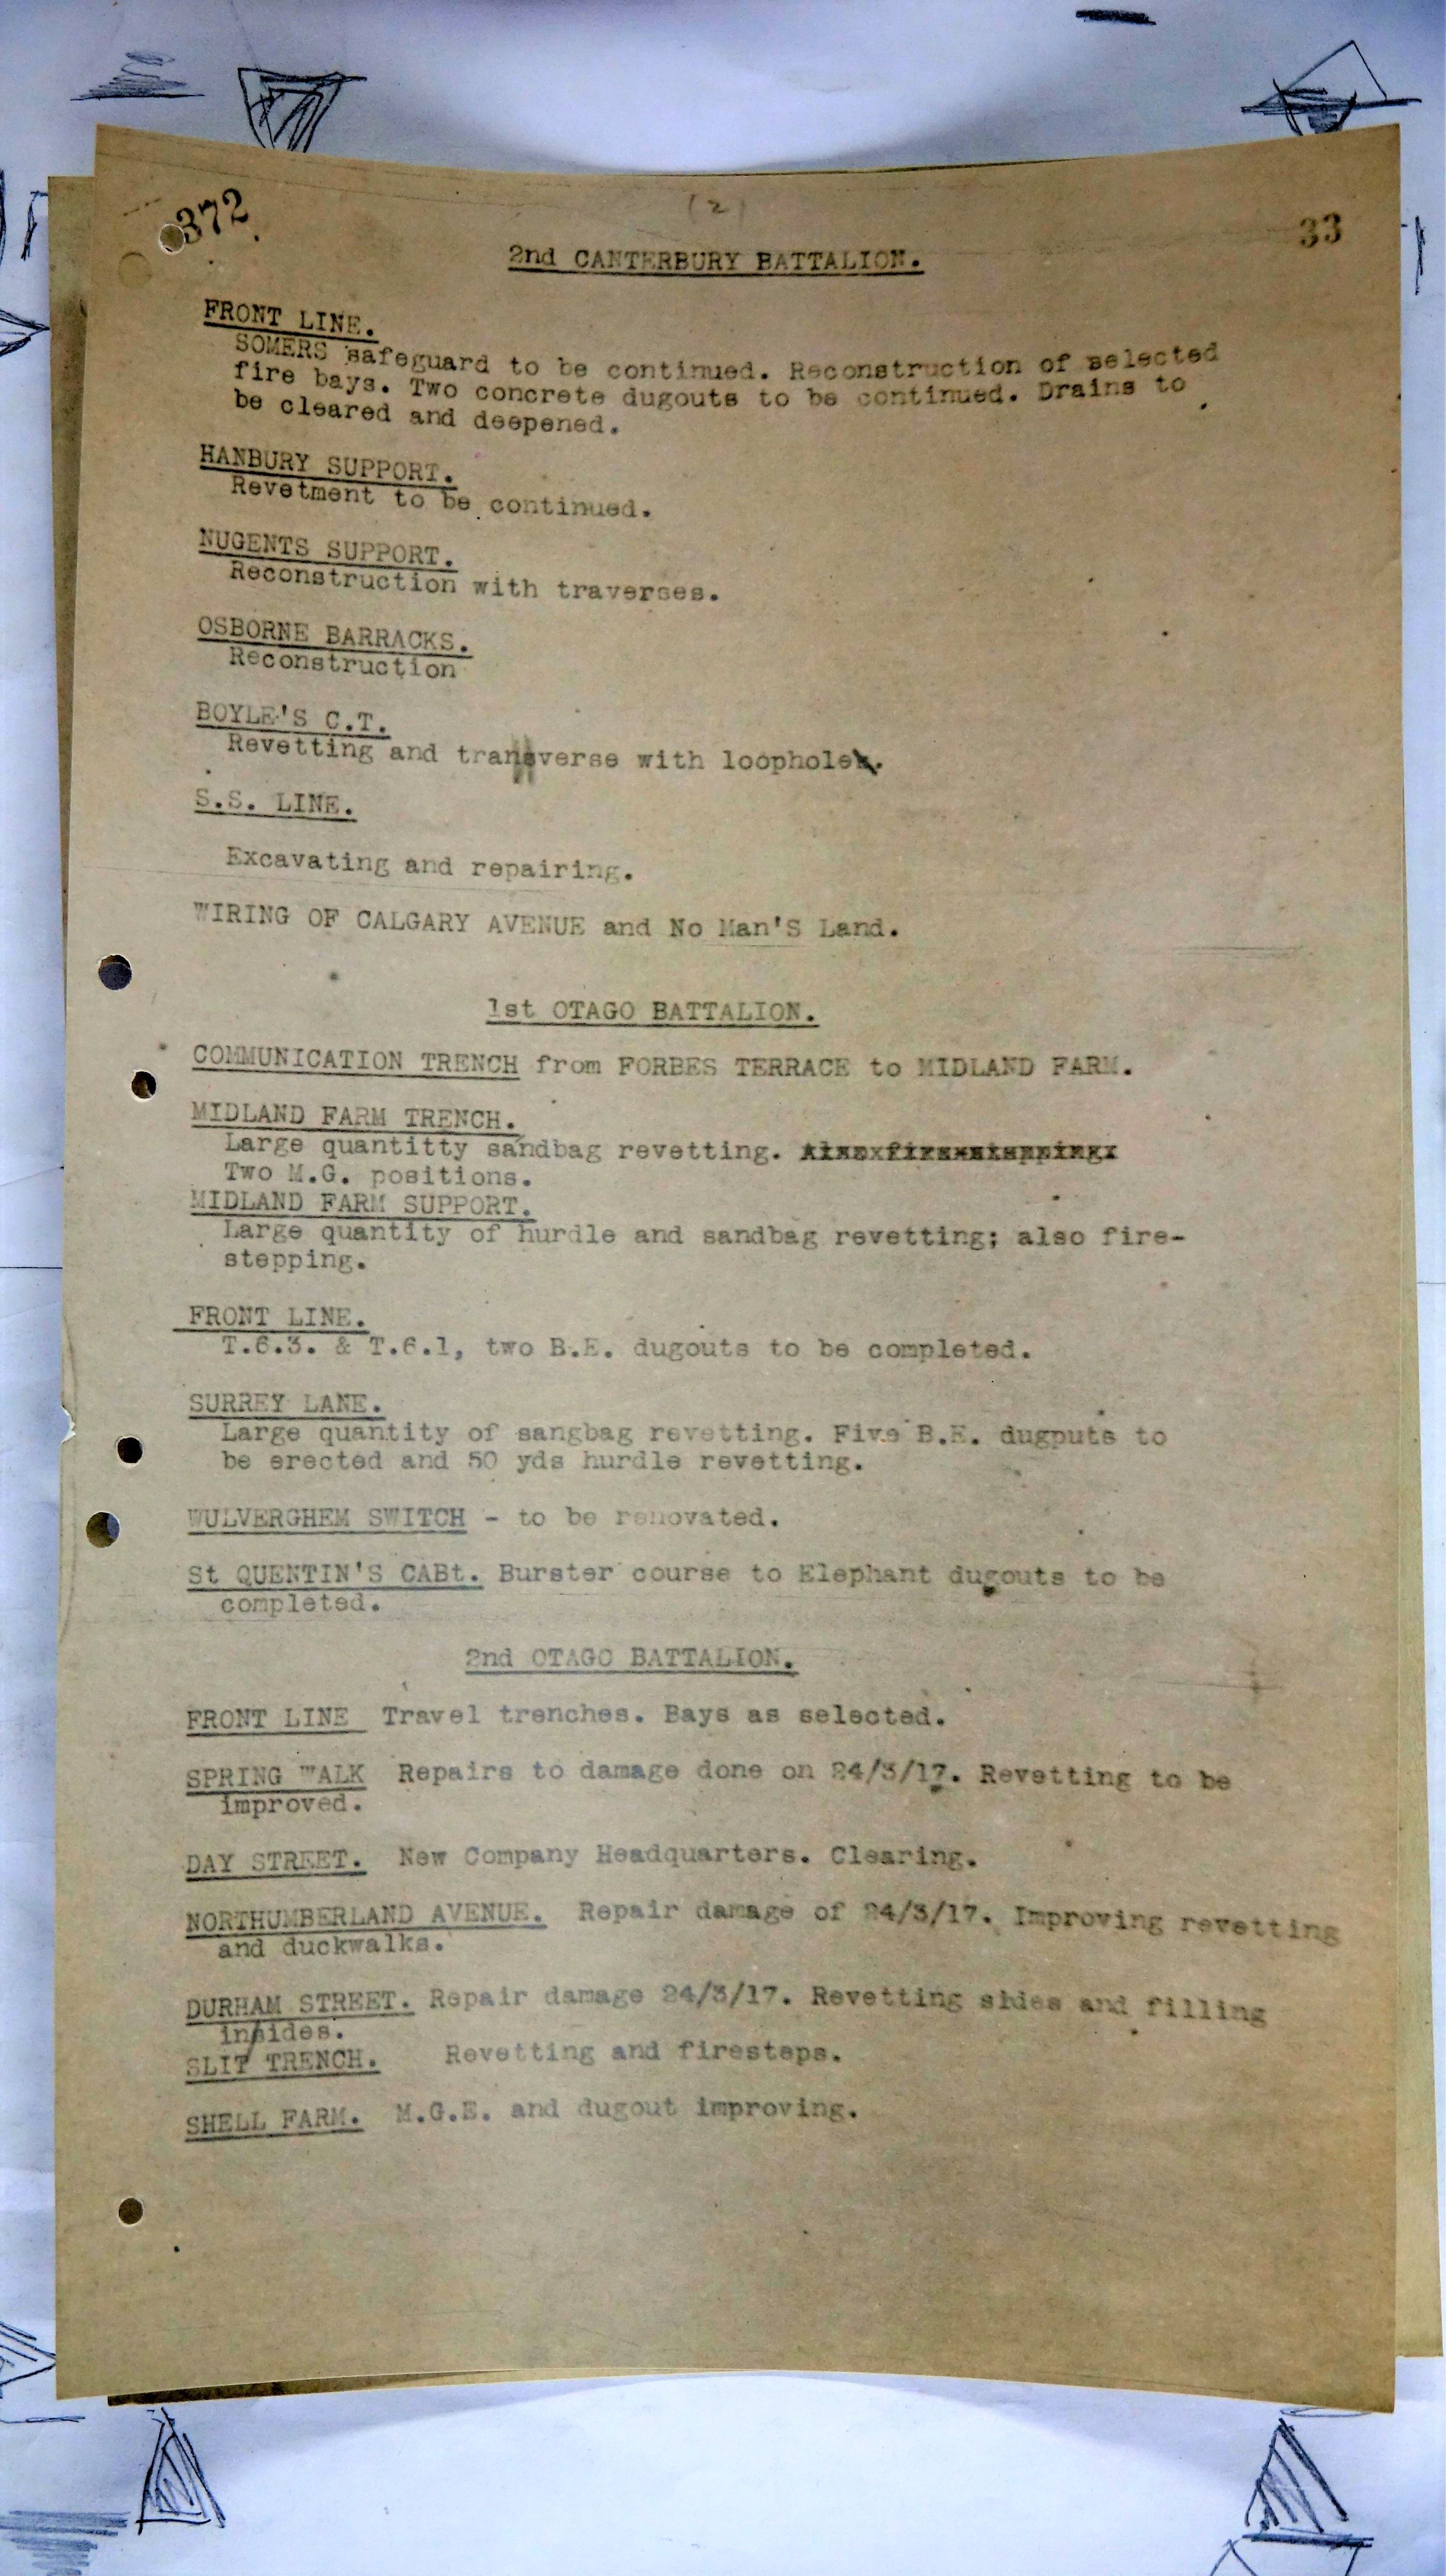 372
(2)
33
2nd CANTERBURY BATTALION.
FRONT LINE.
SOMERS safeguard to be continued. Reconstruction of selected
fire bays. Two concrete dugouts to be continued. Drains to
be cleared and deepened.
HANBURY SUPPORT.
Revetment to be continued.
NUGENTS SUPPORT.
Reconstruction with traverses.
OSBORNE BARRACKS.
Reconstruction
BOYLE'S C.T.
Revetting and transverse with loophole.
S.S. LINE.
Excavating and repairing.
WIRING OF CALGARY AVENUE and No Man'S Land.
1st OTAGO BATTALION.
COMMUNICATION TRENCH from FORBES TERRACE to MIDLAND FARM.
MIDLAND FARM TRENCH.
Large quantitty sandbag revetting.
Two M.G. positions.
MIDLAND FARM SUPPORT.
Large quantity of hurdle and sandbag revetting; also fire-
stepping.
FRONT LINE.
T.6.3. & T.6.1, two B.E. dugouts to be completed.
SURREY LANE.
Large quantity of sangbag revetting. Five B.E. dugputs to
be erected and 50 yds hurdle revetting.
WULVERGHEM SWITCH - to be renovated.
St QUENTIN'S CABt. Burster course to Elephant dugouts to be
completed.
2nd OTAGO BATTALION.
FRONT LINE Travel trenches. Bays as selected.
SPRING WALK Repairs to damage done on 24/3/17. Revetting to be
improved.
DAY STREET. New Company Headquarters. Clearing.
NORTHUMBERLAND AVENUE. Repair damage of 24/3/17. Improving revetting
and duckwalks.
DURHAM STREET. Repair damage 24/3/17. Revetting sides and filling
in sides.
SLIT TRENCH. Revetting and firesteps.
SHELL FARM. M.G.E. and dugout improving.